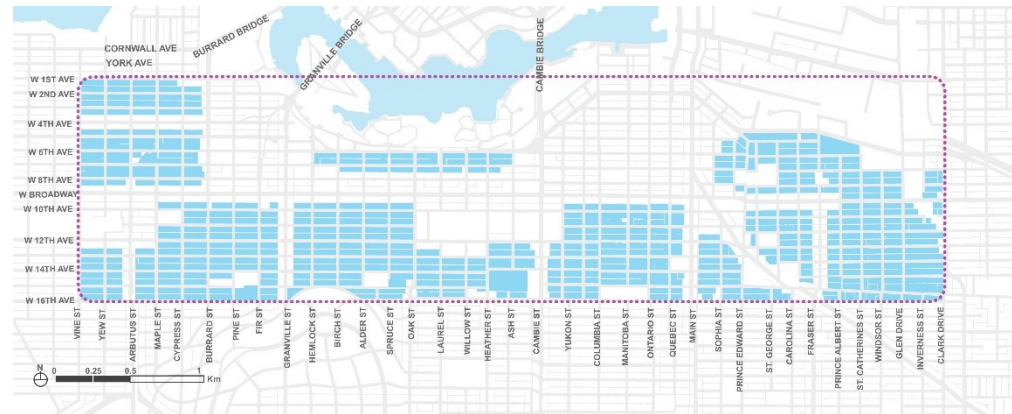 CORNWALL AVE
YORK AVE
BURRARD BRIDGE
GRANVILLE BRIDGE
CAMBIE BRIDGE
W 1ST AVE
W 2ND AVE
W 4TH AVE
W 6TH AVE
W 8TH AVE
W BROADWAY
W 10TH AVE
W 12TH AVE
W 14TH AVE
W 16TH AVE
VINE ST
YEW ST
ARBUTUS ST
MAPLE ST
CYPRESS ST
BURRARD ST
PINE ST
FIR ST
GRANVILLE ST
HEMLOCK ST
BIRCH ST
ALDER ST
SPRUCE ST
OAK ST
LAUREL ST
WILLOW ST
HEATHER ST
ASH ST
CAMBIE ST
YUKON ST
COLUMBIA ST
MANITOBA ST
ONTARIO ST
QUEBEC ST
MAIN ST
SOPHIA ST
PRINCE EDWARD ST
ST. GEORGE ST
CAROLINA ST
FRASER ST
PRINCE ALBERT ST
ST. CATHERINES ST
WINDSOR ST
GLEN DRIVE
INVERNESS ST
CLARK DRIVE
N
0 0.25 0.5 1
Km